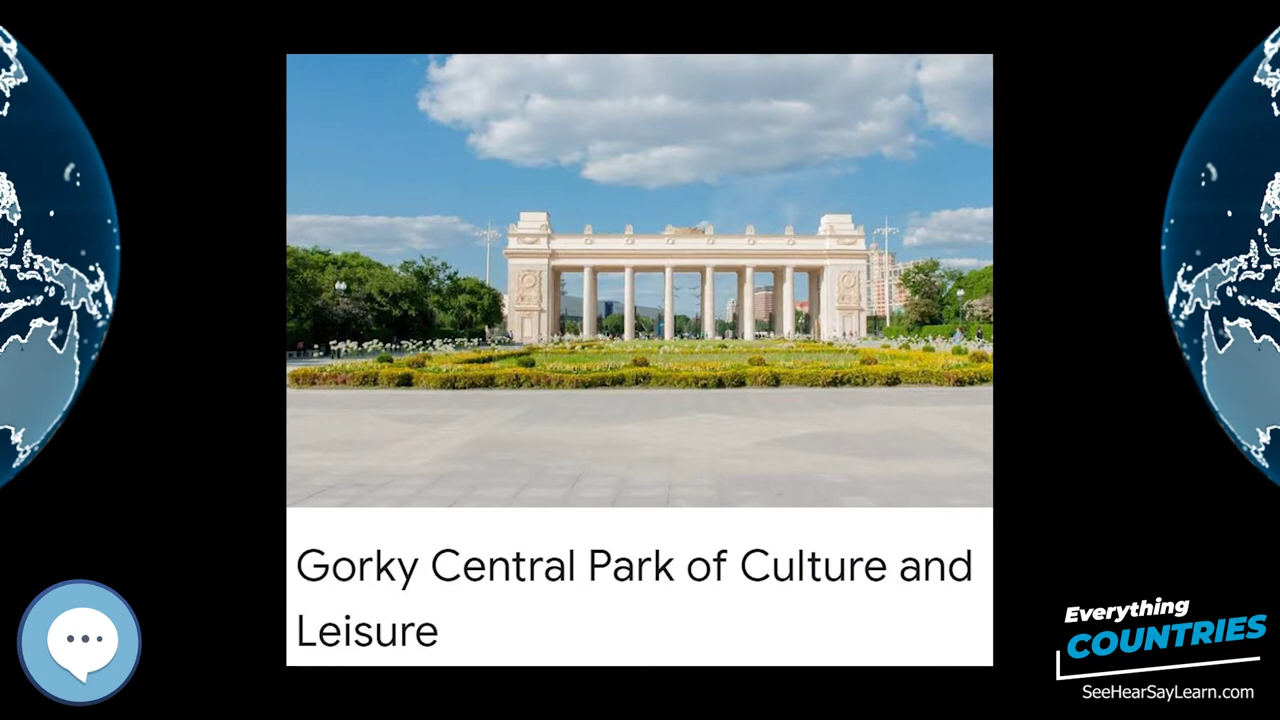 Gorky Central Park of Culture and
Leisure
Everything
COUNTRIES
SeeHearSayLearn.com